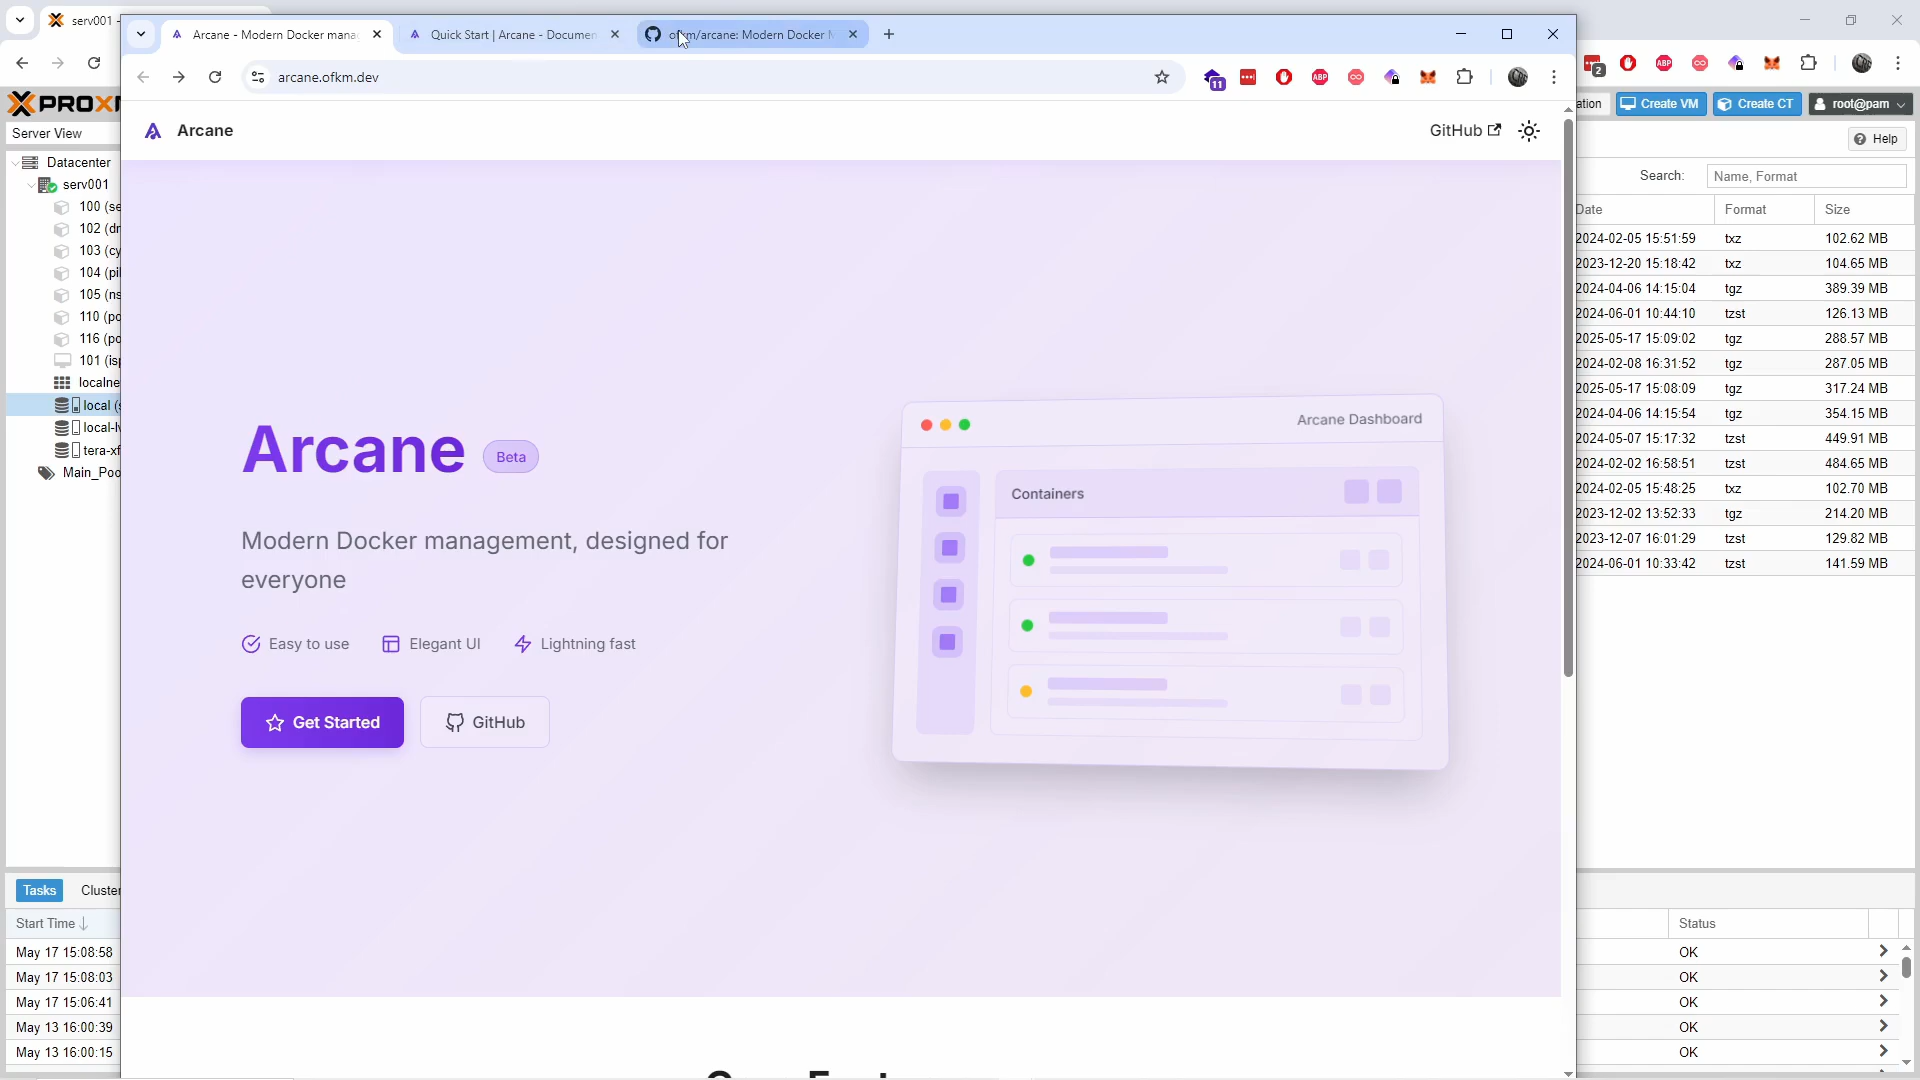 serv001 -
Arcane - Modern Docker mana
Quick Start | Arcane - Documen
ofkm/arcane: Modern Docker M
arcane.ofkm.dev
11
ABP
2
ABP
PROX
ation
Create VM
Create CT
root@pam
Server View
Arcane
GitHub
Help
Datacenter
serv001
100 (se
102 (dr
103 (cy
104 (pi
105 (ns
110 (po
116 (po
101 (isp
localne
local (s
local-lv
tera-xf
Main_Poo
Search:
Name, Format
Date
Format
Size
2024-02-05 15:51:59 txz 102.62 MB
2023-12-20 15:18:42 txz 104.65 MB
2024-04-06 14:15:04 tgz 389.39 MB
2024-06-01 10:44:10 tzst 126.13 MB
2025-05-17 15:09:02 tgz 288.57 MB
2024-02-08 16:31:52 tgz 287.05 MB
2025-05-17 15:08:09 tgz 317.24 MB
2024-04-06 14:15:54 tgz 354.15 MB
2024-05-07 15:17:32 tzst 449.91 MB
2024-02-02 16:58:51 tzst 484.65 MB
2024-02-05 15:48:25 txz 102.70 MB
2023-12-02 13:52:33 tgz 214.20 MB
2023-12-07 16:01:29 tzst 129.82 MB
2024-06-01 10:33:42 tzst 141.59 MB
Arcane Beta
Modern Docker management, designed for
everyone
Easy to use
Elegant UI
Lightning fast
Get Started
GitHub
Arcane Dashboard
Containers
Tasks
Cluster
Start Time
Status
May 17 15:08:58 OK
May 17 15:08:03 OK
May 17 15:06:41 OK
May 13 16:00:39 OK
May 13 16:00:15 OK